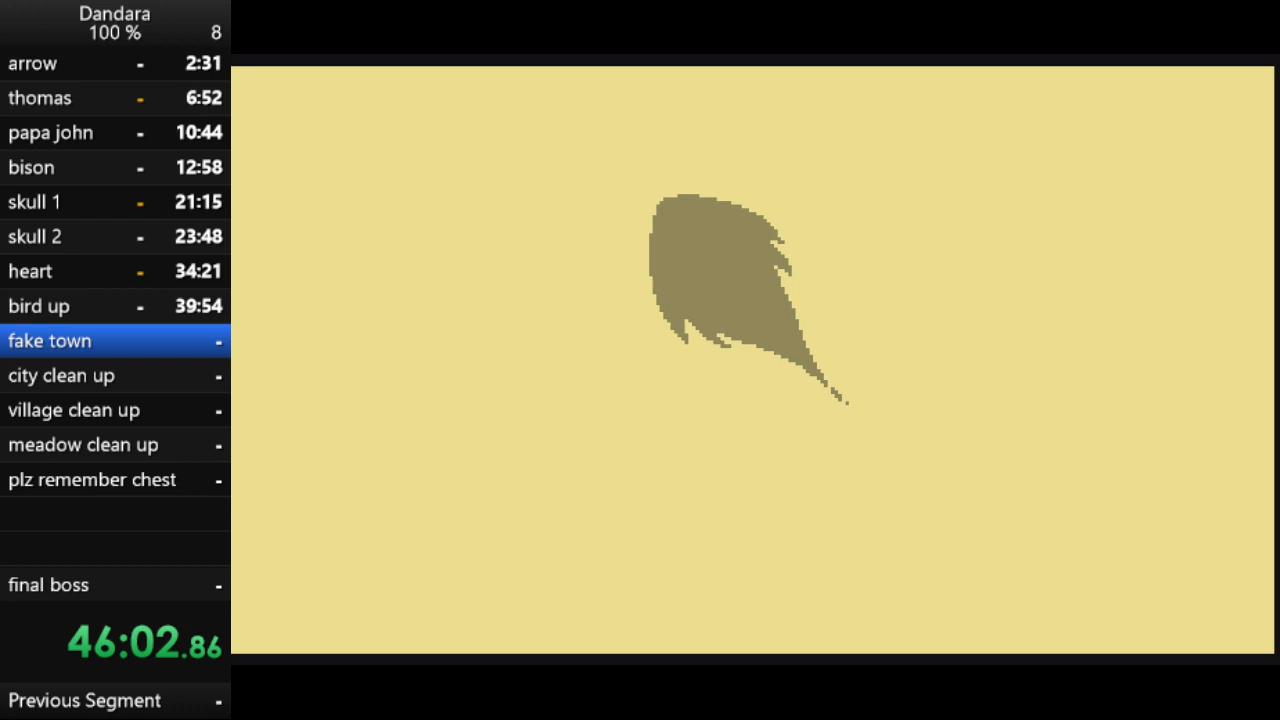 Dandara
100 % 8
arrow - 2:31
thomas - 6:52
papa john - 10:44
bison - 12:58
skull 1 - 21:15
skull 2 - 23:48
heart - 34:21
bird up - 39:54
fake town -
city clean up -
village clean up -
meadow clean up -
plz remember chest -
final boss -
46:02.86
Previous Segment -